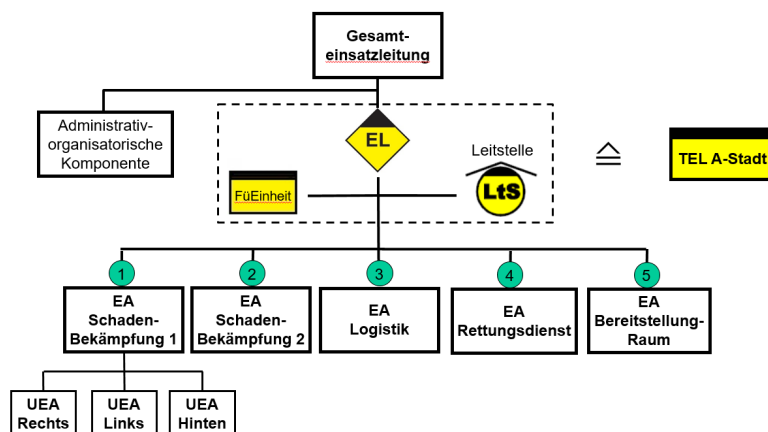 Gesamt-
einsatzleitung
Administrativ-
organisatorische
Komponente
EL
Leitstelle
FüEinheit
LtS
TEL A-Stadt
1
2
3
4
5
EA
Schaden-
Bekämpfung 1
EA
Schaden-
Bekämpfung 2
EA
Logistik
EA
Rettungsdienst
EA
Bereitstellung-
Raum
UEA
Rechts
UEA
Links
UEA
Hinten